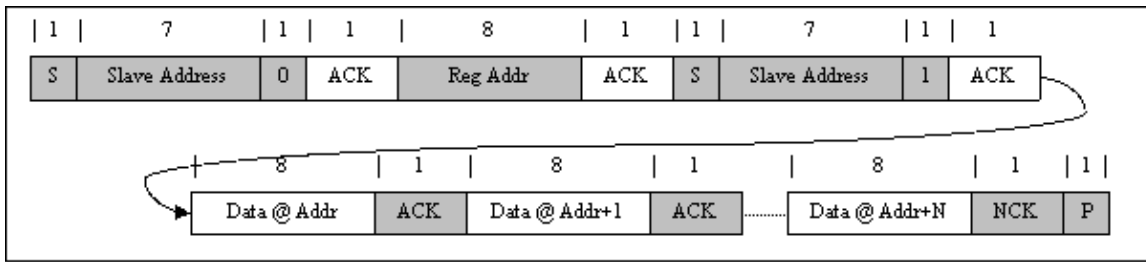 1 7 1 1 8 1 1 7 1 1
S Slave Address 0 ACK Reg Addr ACK S Slave Address 1 ACK
8 1 8 1 8 1 1
Data @ Addr ACK Data @ Addr+1 ACK .......... Data @ Addr+N NCK P